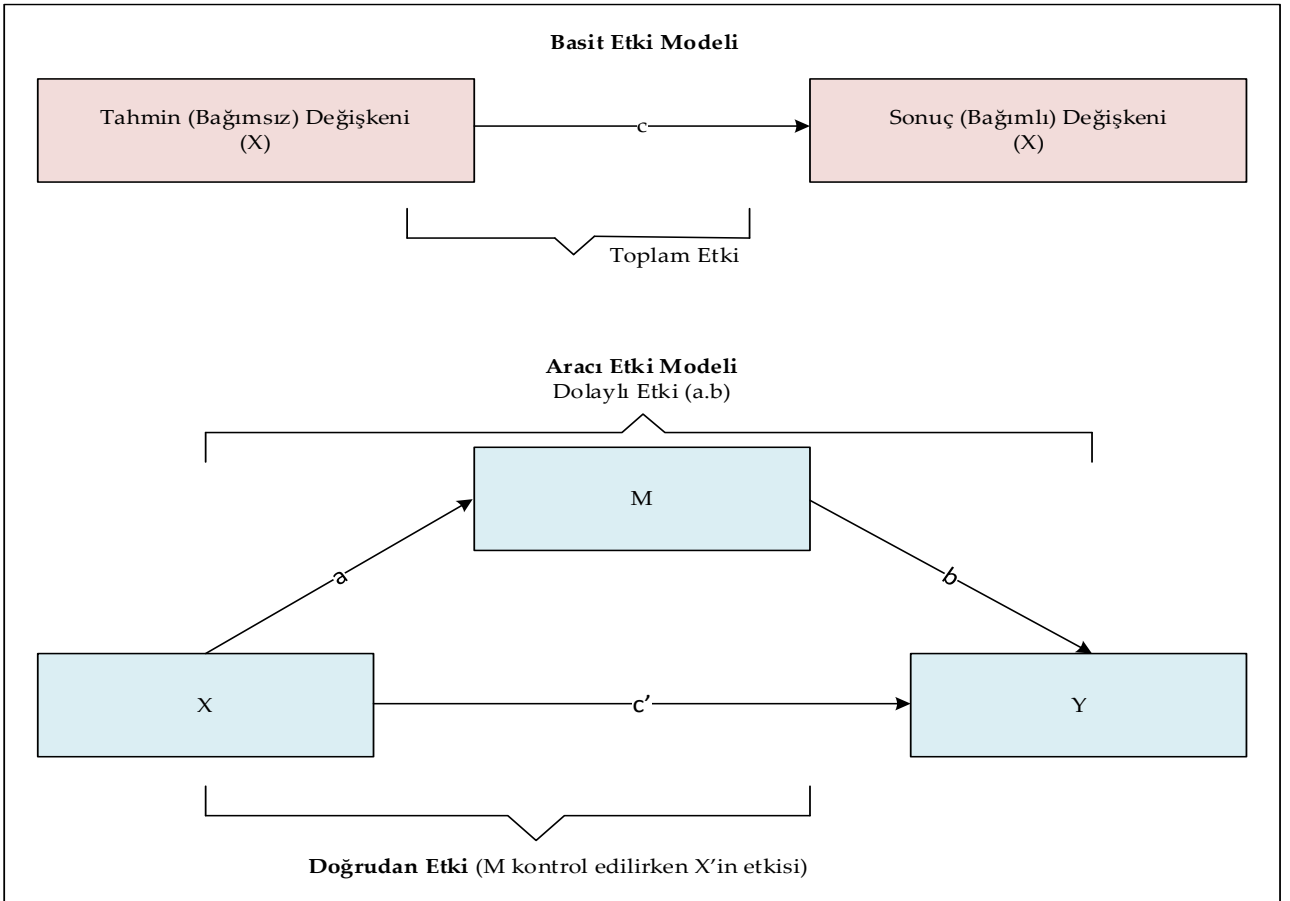 Basit Etki Modeli
Tahmin (Bağımsız) Değişkeni
(X)
c
Sonuç (Bağımlı) Değişkeni
(X)
Toplam Etki
Aracı Etki Modeli
Dolaylı Etki (a.b)
M
a
b
X
c’
Y
Doğrudan Etki (M kontrol edilirken X’in etkisi)